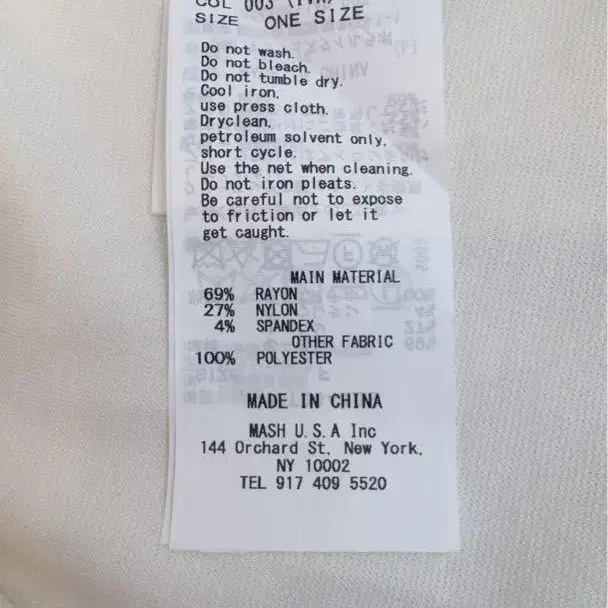 COL 003
SIZE ONE SIZE
Do not wash.
Do not bleach.
Do not tumble dry.
Cool iron,
use press cloth.
Dryclean,
petroleum solvent only,
short cycle.
Use the net when cleaning.
Do not iron pleats.
Be careful not to expose
to friction or let it
get caught.
MAIN MATERIAL
69% RAYON
27% NYLON
4% SPANDEX
OTHER FABRIC
100% POLYESTER
MADE IN CHINA
MASH U.S.A Inc
144 Orchard St, New York,
NY 10002
TEL 917 409 5520